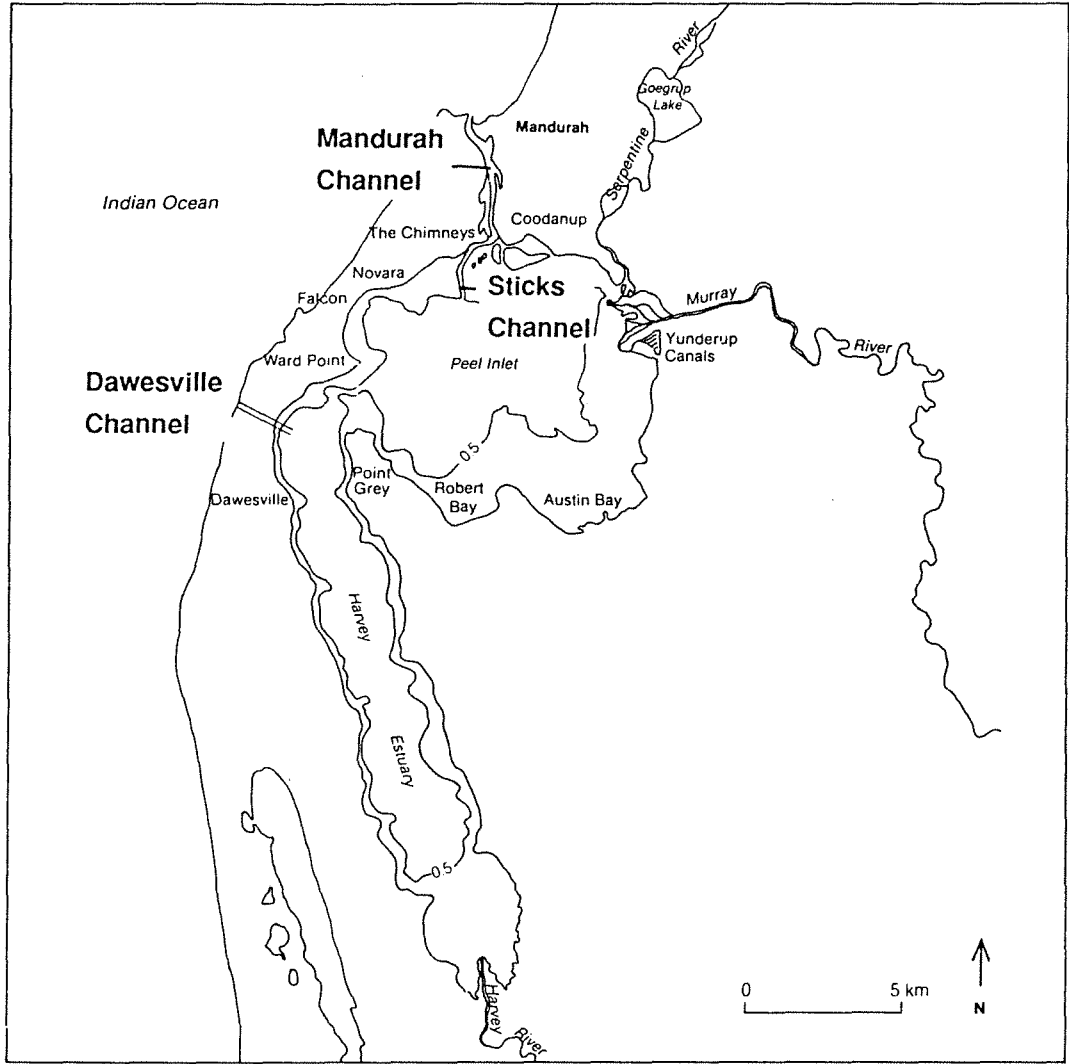 River
Goegrup
Lake
Mandurah
Mandurah
Channel
Serpentine
Indian Ocean
Coodanup
The Chimneys
Novara
Sticks
Channel
Falcon
Murray
River
Yunderup
Canals
Ward Point
Peel Inlet
Dawesville
Channel
0.5
Point
Grey
Robert
Bay
Austin Bay
Dawesville
Harvey
Estuary
0.5
0
5 km
N
Harvey
River